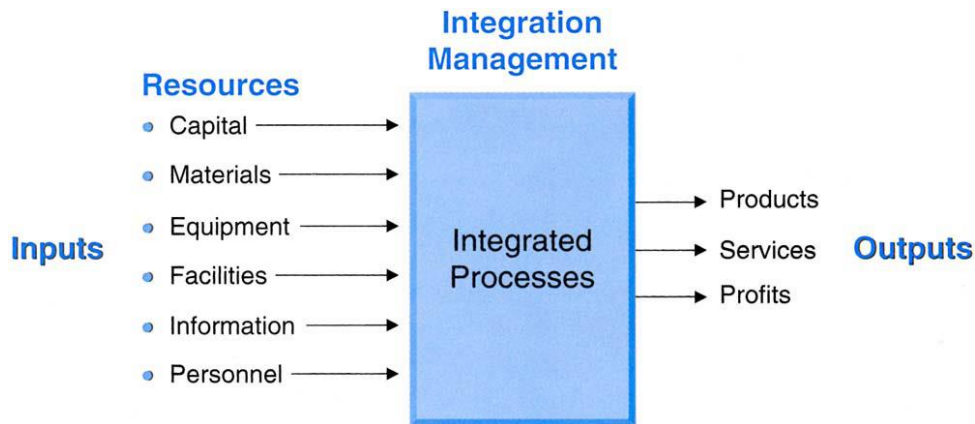 Integration
Management
Resources
Capital
Materials
Equipment
Facilities
Information
Personnel
Inputs
Integrated
Processes
Products
Services
Profits
Outputs